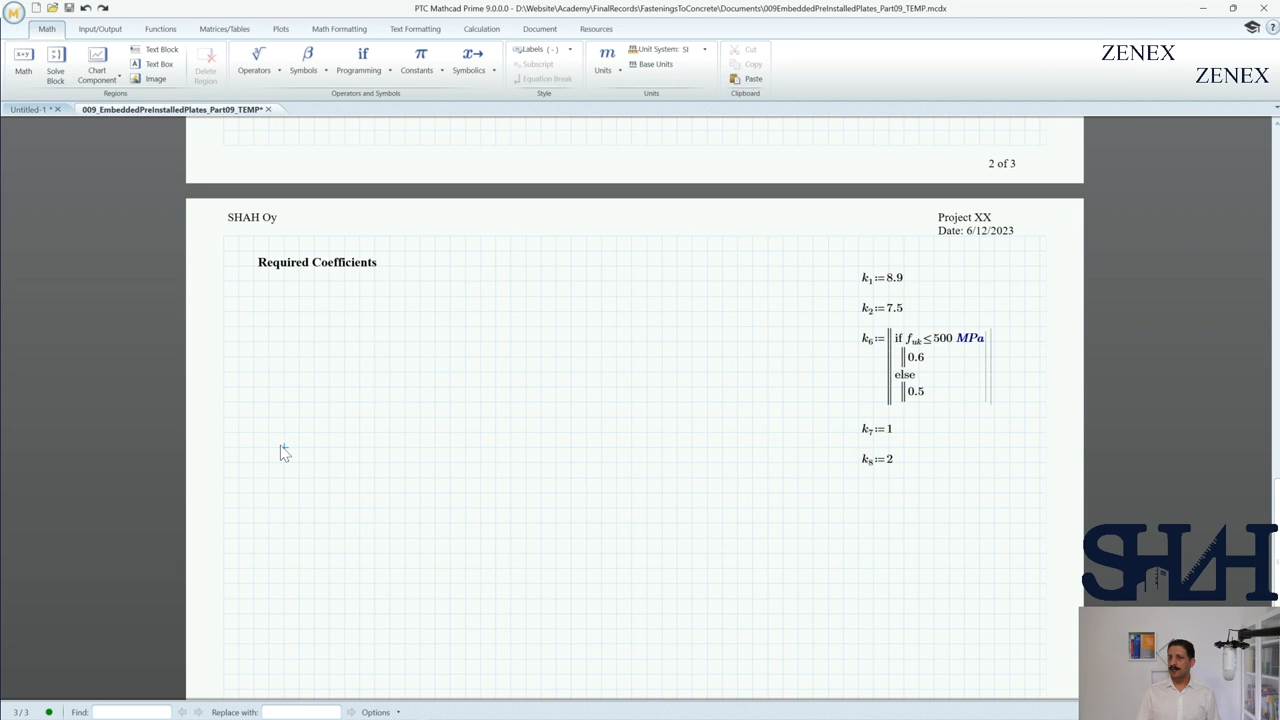 PTC Mathcad Prime 9.0.0.0 - D:\Website\Academy\FinalRecords\FasteningsToConcrete\Documents\009EmbeddedPreInstalledPlates_Part09_TEMP.mcdx
Math Input/Output Functions Matrices/Tables Plots Math Formatting Text Formatting Calculation Document Resources
Math
Solve Block
Chart Component
Text Block
Text Box
Image
Delete Region
Operators
Symbols
Programming
Constants
Symbolics
Labels ( - )
Subscript
Equation Break
Units
Unit System: SI
Base Units
Cut
Copy
Paste
Regions Operators and Symbols Style Units Clipboard
ZENEX
ZENEX
Untitled-1 * 009_EmbeddedPreInstalledPlates_Part09_TEMP*
2 of 3
SHAH Oy Project XX
Date: 6/12/2023
Required Coefficients
k₁:=8.9
k₂:=7.5
k₆:= if fuk≤500 MPa
0.6
else
0.5
k₇:=1
k₈:=2
SHAH
3 / 3 Find: Replace with: Options